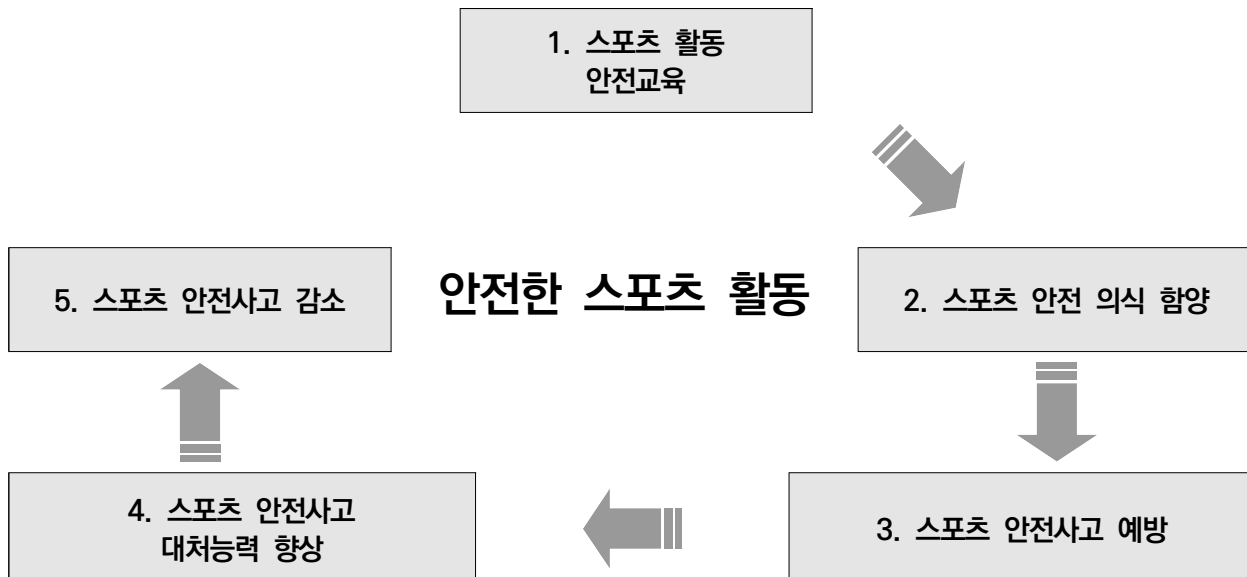 1. 스포츠 활동
안전교육
안전한 스포츠 활동
2. 스포츠 안전 의식 함양
3. 스포츠 안전사고 예방
4. 스포츠 안전사고
대처능력 향상
5. 스포츠 안전사고 감소